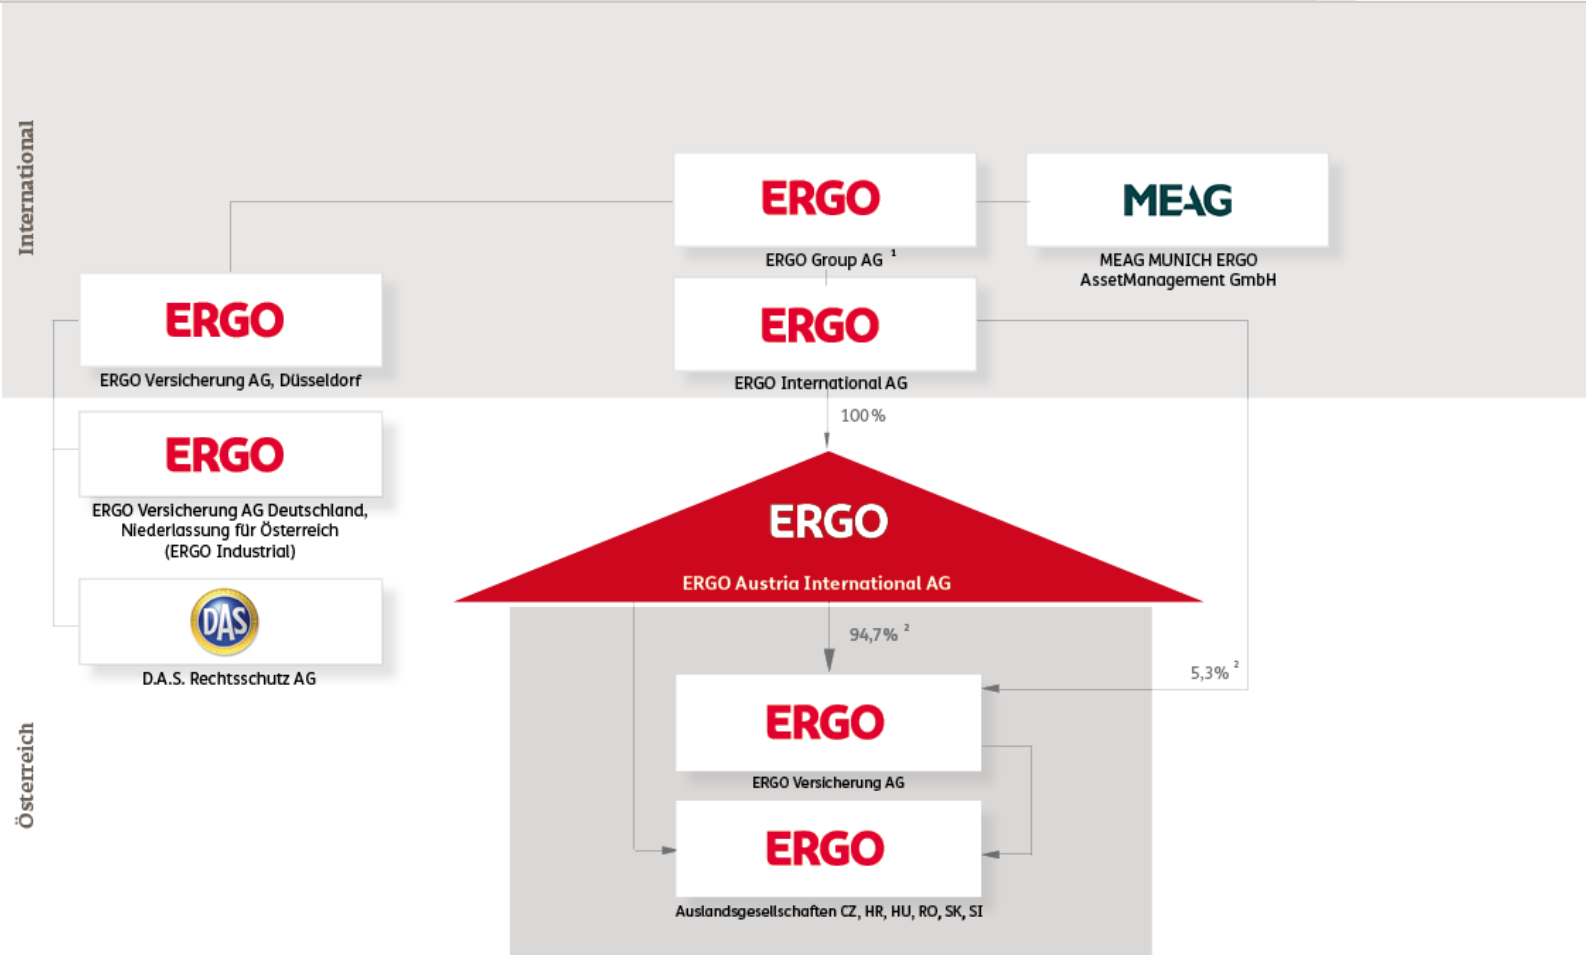 International
ERGO
MEAG
ERGO Group AG ¹
MEAG MUNICH ERGO
AssetManagement GmbH
ERGO
ERGO
ERGO Versicherung AG, Düsseldorf
ERGO International AG
100%
ERGO
ERGO Versicherung AG Deutschland,
Niederlassung für Österreich
(ERGO Industrial)
ERGO
ERGO Austria International AG
DAS
D.A.S. Rechtsschutz AG
94,7% ²
5,3% ²
ERGO
ERGO Versicherung AG
Österreich
ERGO
Auslandsgesellschaften CZ, HR, HU, RO, SK, SI